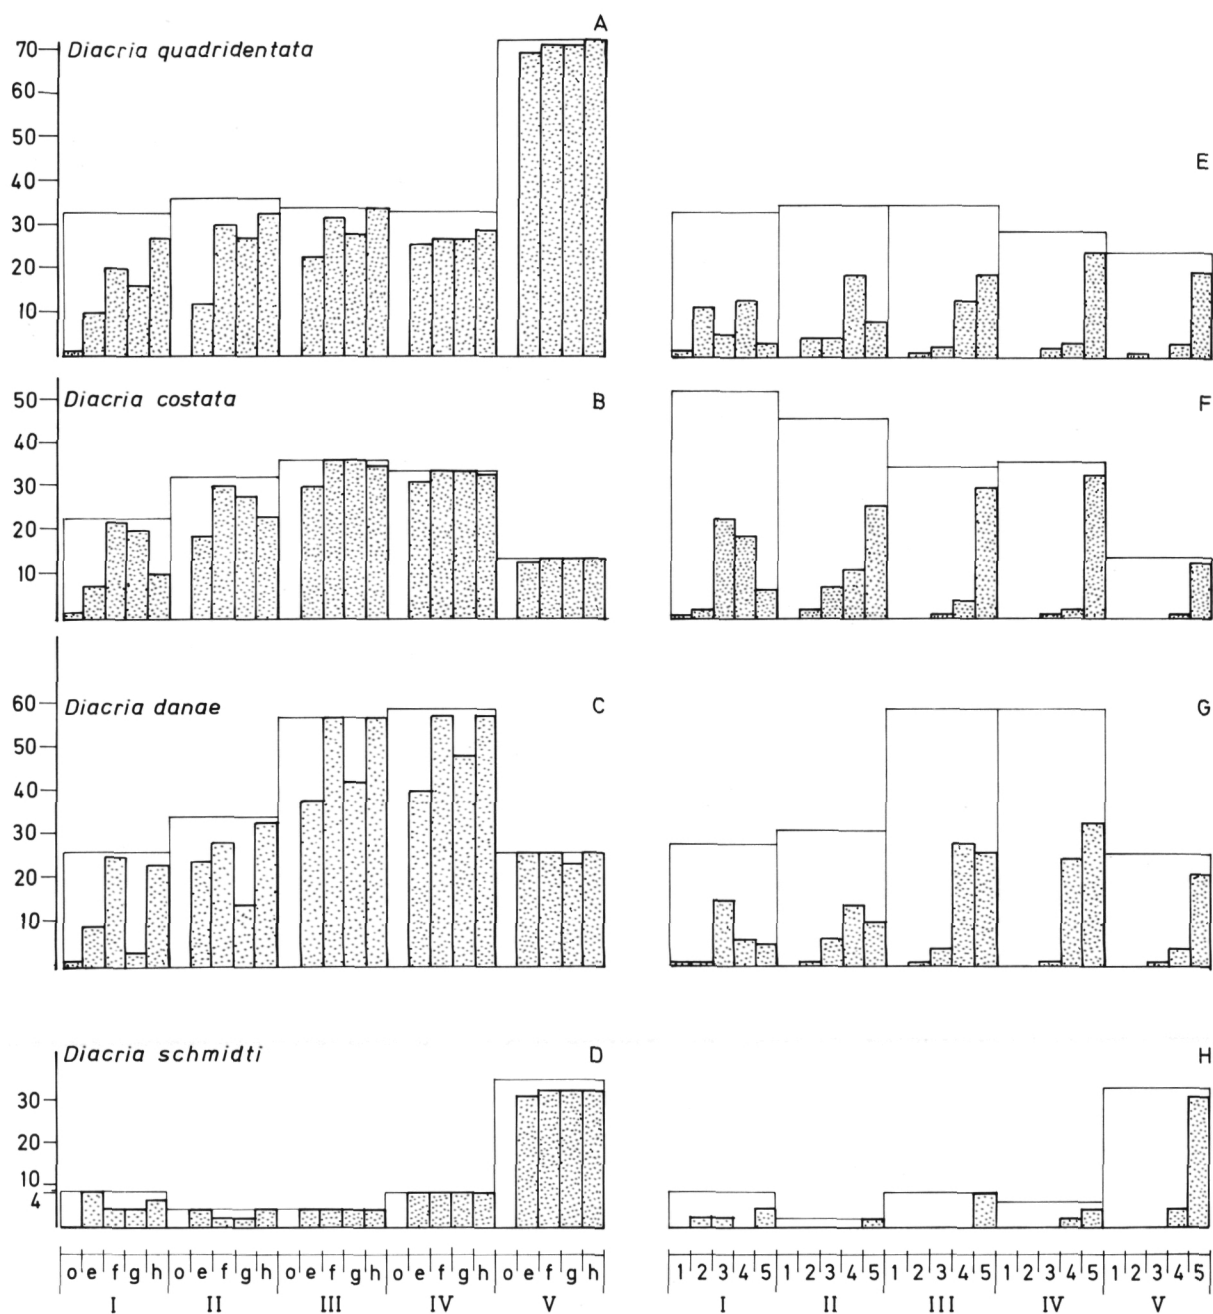 A
Diacria quadridentata
70
60
50
40
30
20
10
E
Diacria costata
B
F
50
40
30
20
10
Diacria danae
C
G
60
50
40
30
20
10
Diacria schmidti
D
H
30
20
10
4
o e f g h o e f g h o e f g h o e f g h o e f g h
I II III IV V
1 2 3 4 5 1 2 3 4 5 1 2 3 4 5 1 2 3 4 5 1 2 3 4 5
I II III IV V